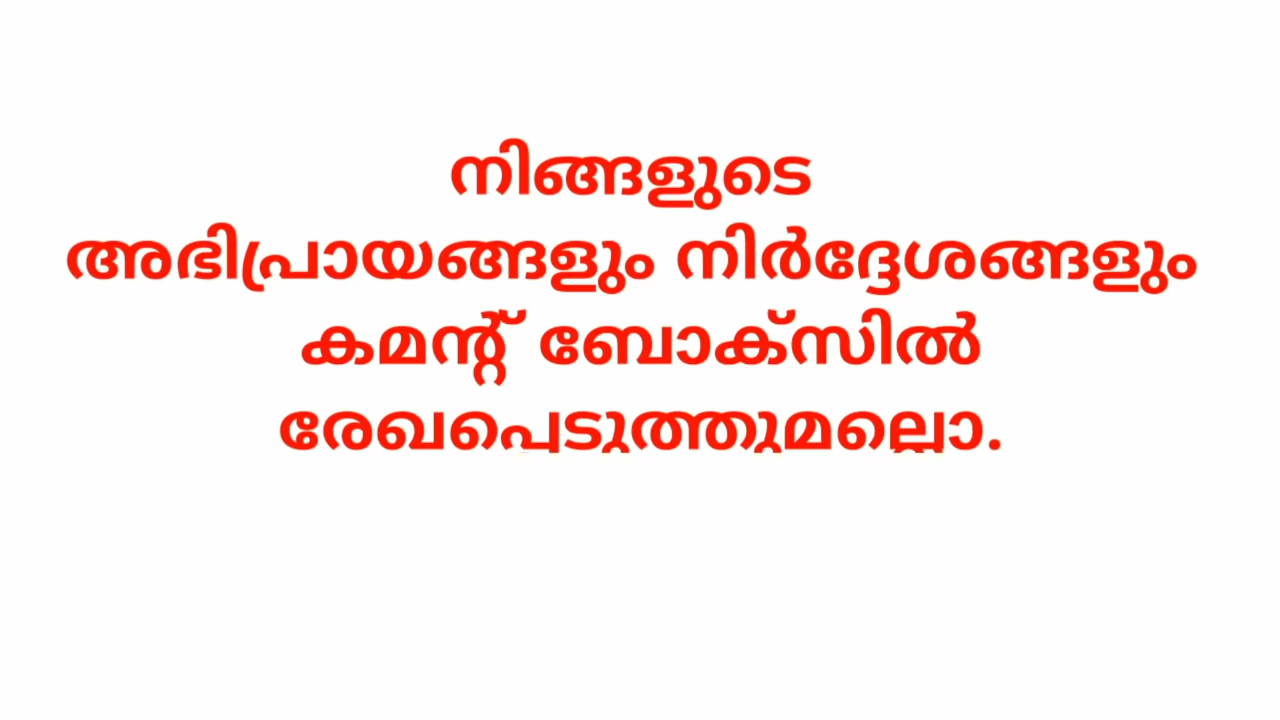 നിങ്ങളുടെ
അഭിപ്രായങ്ങളും നിർദ്ദേശങ്ങളും
കമന്റ് ബോക്സിൽ
രേഖപെടുത്തുമല്ലൊ.